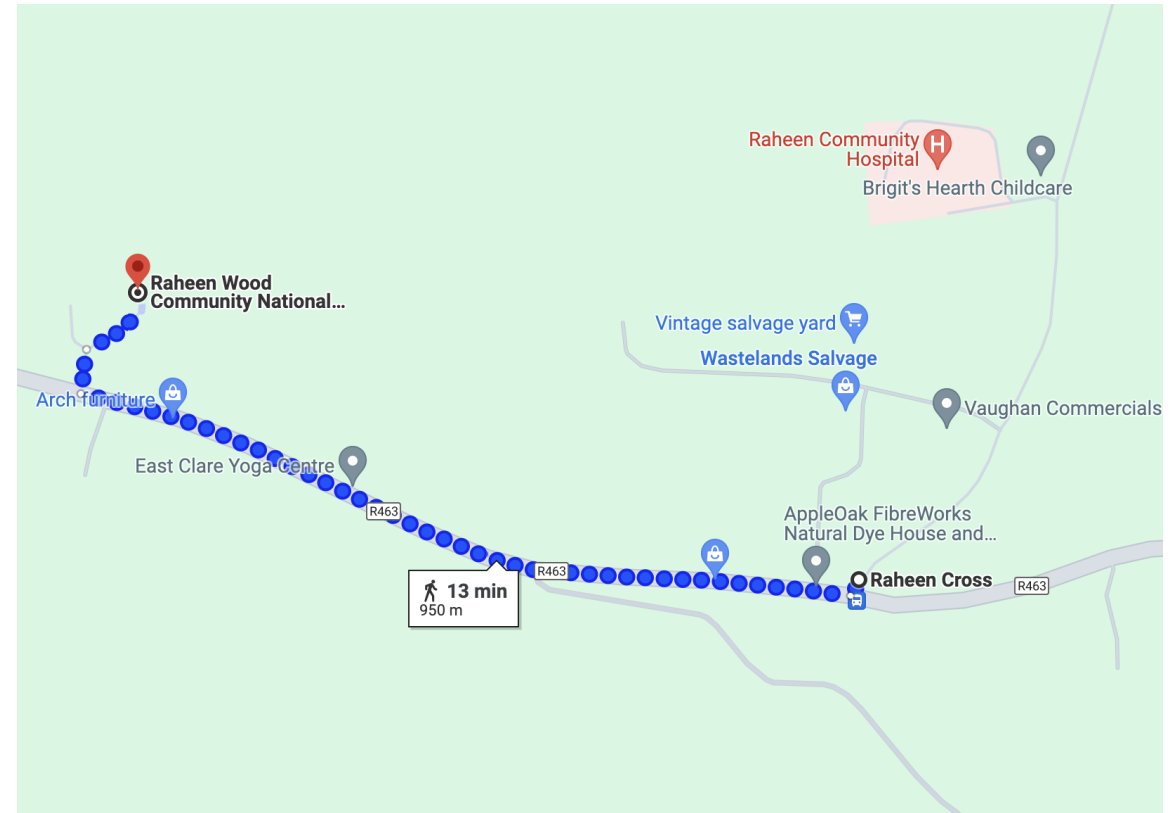 Raheen Community
Hospital
Brigit's Hearth Childcare
Raheen Wood
Community National...
Vintage salvage yard
Wastelands Salvage
Arch furniture
Vaughan Commercials
East Clare Yoga Centre
R463
AppleOak FibreWorks
Natural Dye House and...
R463
Raheen Cross
R463
13 min
950 m